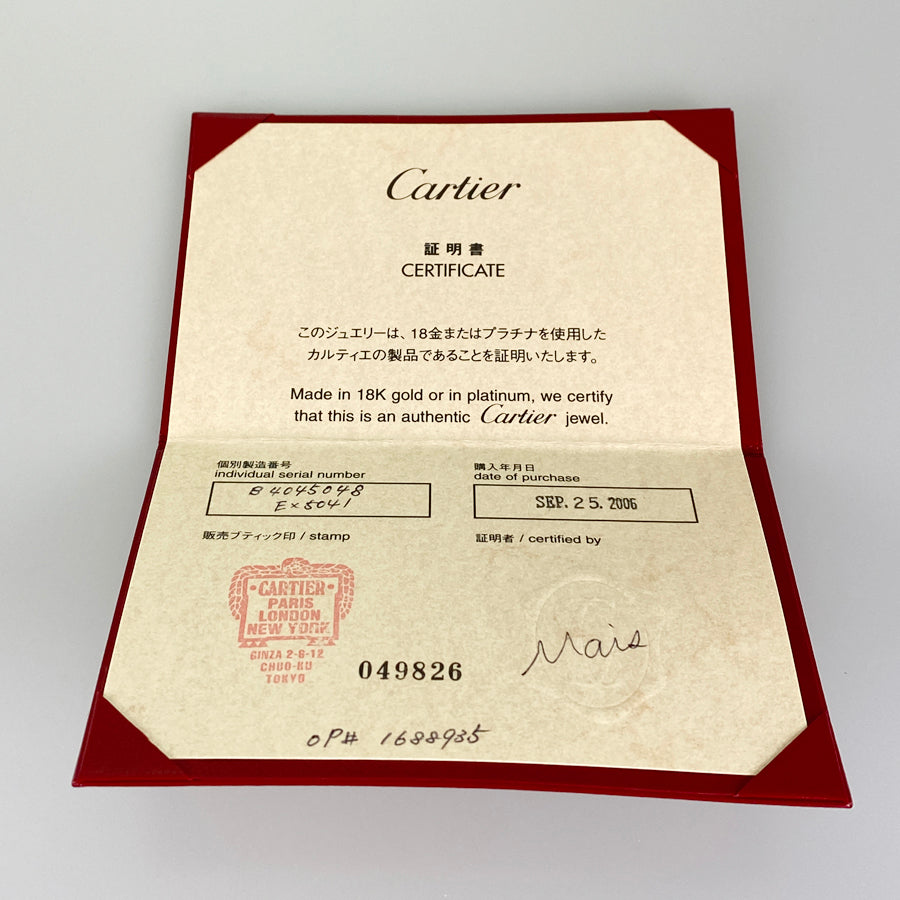 Cartier
証明書
CERTIFICATE
このジュエリーは、18金またはプラチナを使用した
カルティエの製品であることを証明いたします。
Made in 18K gold or in platinum, we certify
that this is an authentic Cartier jewel.
個別製造番号
individual serial number
B4045048
Ex5041
購入年月日
date of purchase
SEP. 25. 2006
販売ブティック印 / stamp
証明者 / certified by
CARTIER
PARIS
LONDON
NEW YORK
GINZA 2-6-12
CHUO-KU
TOKYO
049826
OP# 1688935